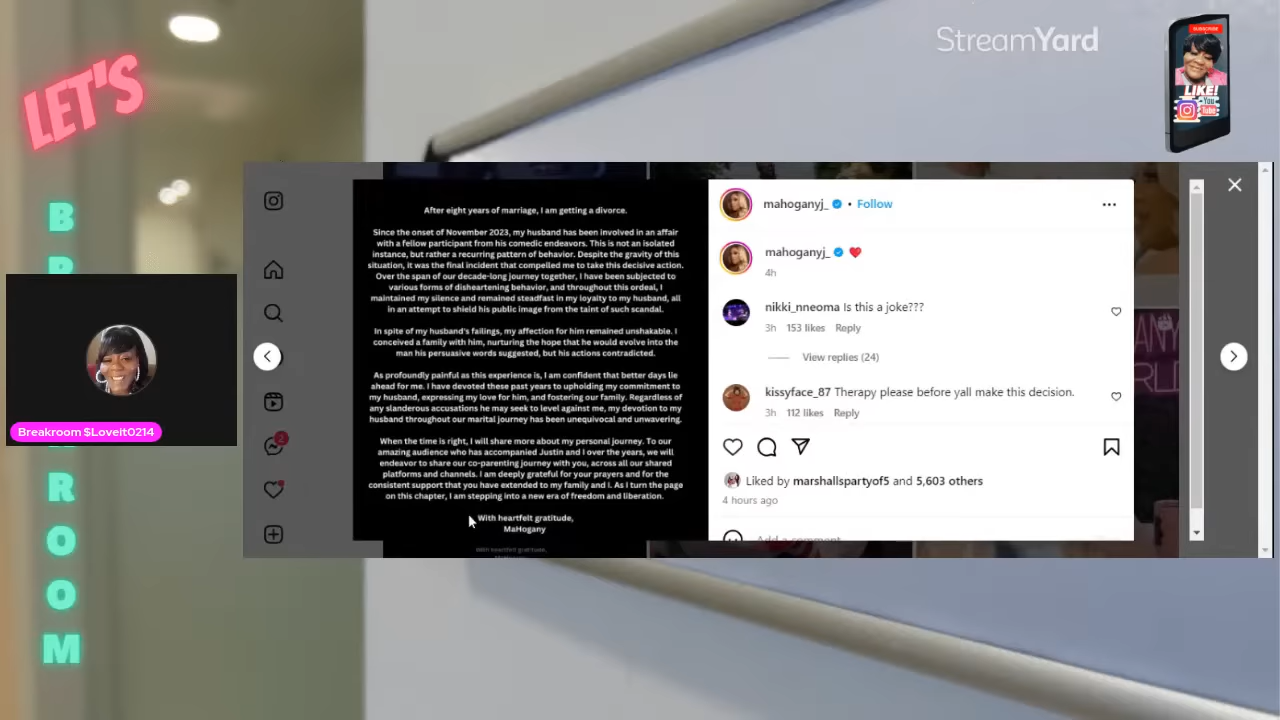 LET'S
StreamYard
SUBSCRIBE
LIKE!
You
Tube
BREAKROOM
Breakroom $Loveit0214
2
After eight years of marriage, I am getting a divorce.
Since the onset of November 2023, my husband has been involved in an affair
with a fellow participant from his comedic endeavors. This is not an isolated
instance, but rather a recurring pattern of behavior. Despite the gravity of this
situation, it was the final incident that compelled me to take this decisive action.
Over the span of our decade-long journey together, I have been subjected to
various forms of disheartening behavior, and throughout this ordeal, I
maintained my silence and remained steadfast in my loyalty to my husband, all
in an attempt to shield his public image from the taint of such scandal.
In spite of my husband's failings, my affection for him remained unshakable. I
conceived a family with him, nurturing the hope that he would evolve into the
man his persuasive words suggested, but his actions contradicted.
As profoundly painful as this experience is, I am confident that better days lie
ahead for me. I have devoted these past years to upholding my commitment to
my husband, expressing my love for him, and fostering our family. Regardless of
any slanderous accusations he may seek to level against me, my devotion to my
husband throughout our marital journey has been unequivocal and unwavering.
When the time is right, I will share more about my personal journey. To our
amazing audience who has accompanied Justin and I over the years, we will
endeavor to share our co-parenting journey with you, across all our shared
platforms and channels. I am deeply grateful for your prayers and for the
consistent support that you have extended to my family and I. As I turn the page
on this chapter, I am stepping into a new era of freedom and liberation.
With heartfelt gratitude,
MaHogany
With heartfelt gratitude,
mahoganyj_ • Follow
mahoganyj_ ❤️
4h
nikki_nneoma Is this a joke???
3h 153 likes Reply
View replies (24)
kissyface_87 Therapy please before yall make this decision.
3h 112 likes Reply
Liked by marshallspartyof5 and 5,603 others
4 hours ago
Add a comment